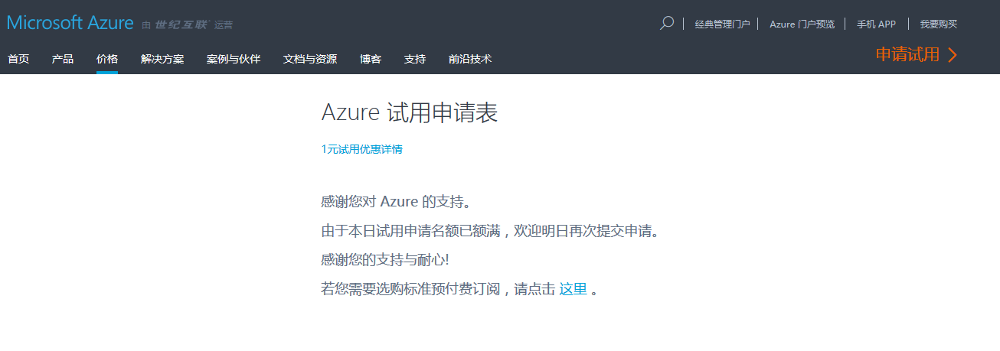 Microsoft Azure 由 世纪互联 运营
经典管理门户 Azure 门户预览 手机 APP 我要购买
首页 产品 价格 解决方案 案例与伙伴 文档与资源 博客 支持 前沿技术 申请试用
Azure 试用申请表
1元试用优惠详情
感谢您对 Azure 的支持。
由于本日试用申请名额已额满，欢迎明日再次提交申请。
感谢您的支持与耐心!
若您需要选购标准预付费订阅，请点击 这里 。